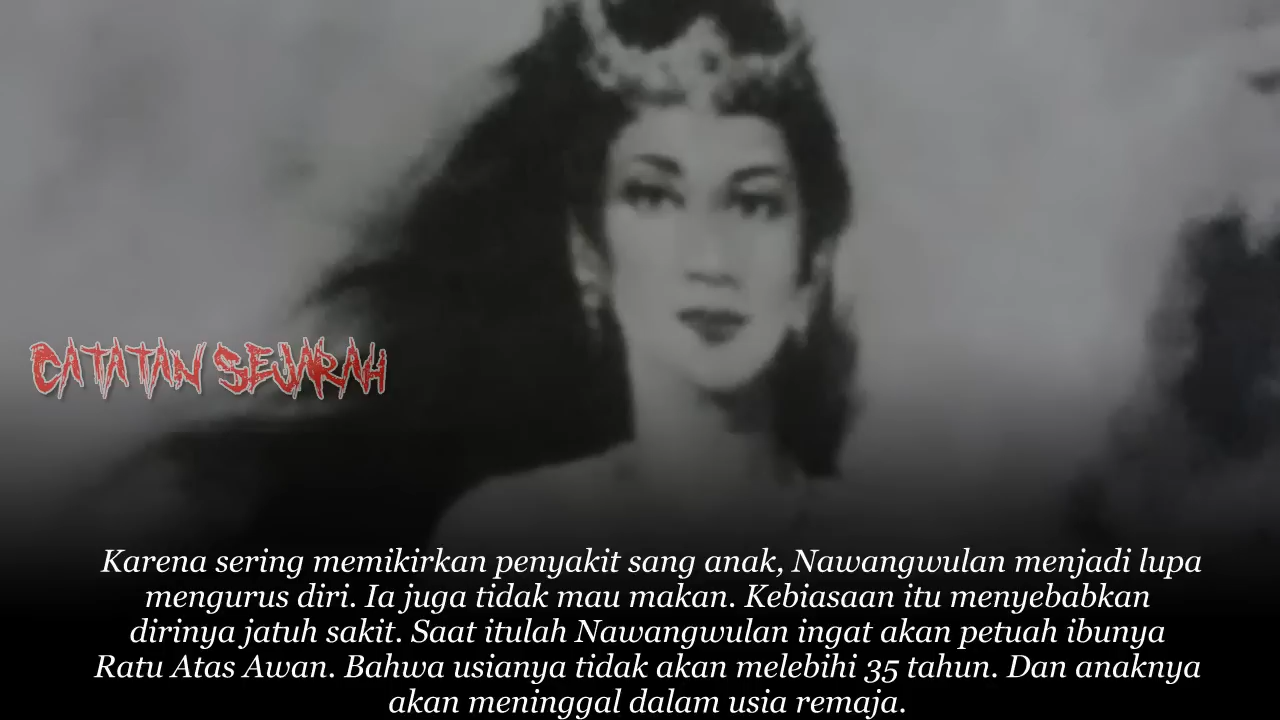 CATATAN SEJARAH
Karena sering memikirkan penyakit sang anak, Nawangwulan menjadi lupa
mengurus diri. Ia juga tidak mau makan. Kebiasaan itu menyebabkan
dirinya jatuh sakit. Saat itulah Nawangwulan ingat akan petuah ibunya
Ratu Atas Awan. Bahwa usianya tidak akan melebihi 35 tahun. Dan anaknya
akan meninggal dalam usia remaja.